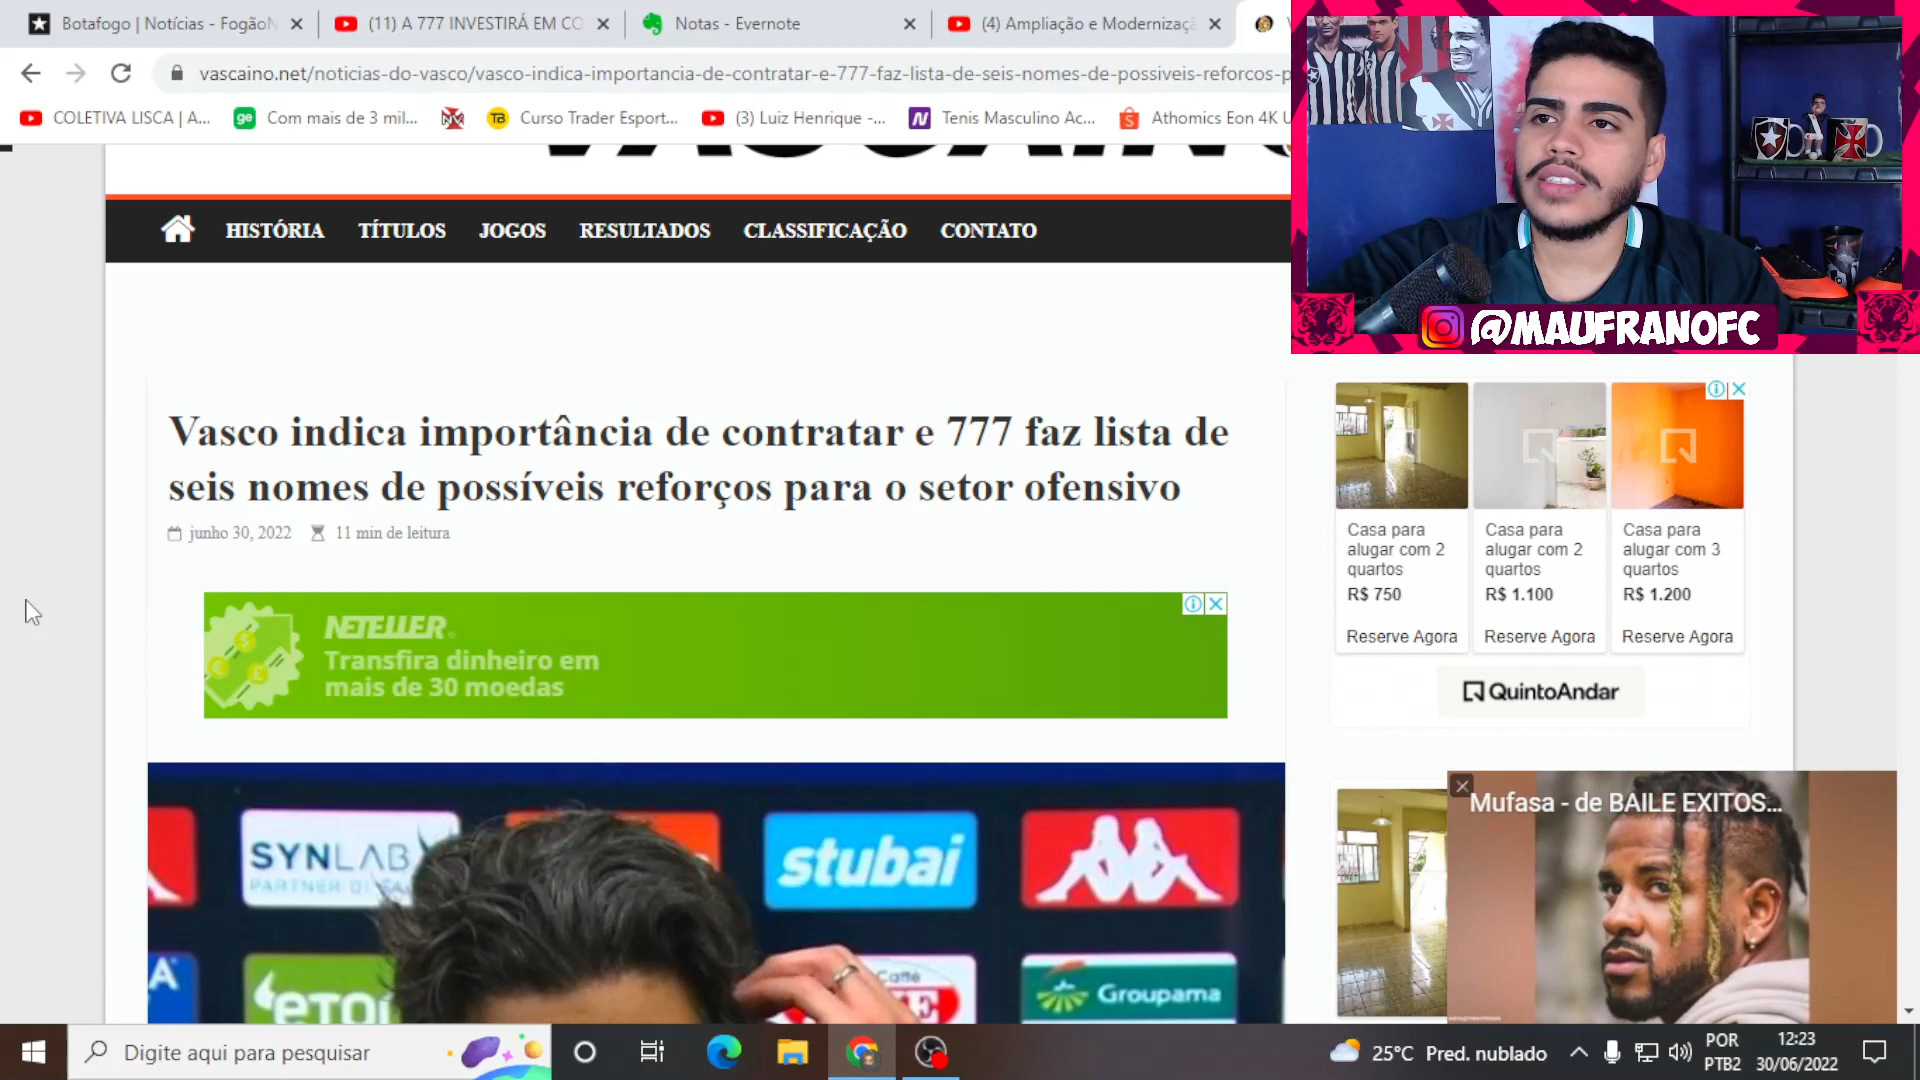 Botafogo | Notícias - FogãoN
(11) A 777 INVESTIRÁ EM CO
Notas - Evernote
(4) Ampliação e Modernizaçã
vascaino.net/noticias-do-vasco/vasco-indica-importancia-de-contratar-e-777-faz-lista-de-seis-nomes-de-possiveis-reforcos-p
COLETIVA LISCA | A...
ge Com mais de 3 mil...
TB Curso Trader Esport...
(3) Luiz Henrique -...
Tenis Masculino Ac...
Athomics Eon 4K U
HISTÓRIA TÍTULOS JOGOS RESULTADOS CLASSIFICAÇÃO CONTATO
@MAUFRANOFC
Vasco indica importância de contratar e 777 faz lista de
seis nomes de possíveis reforços para o setor ofensivo
junho 30, 2022 11 min de leitura
NETELLER
Transfira dinheiro em
mais de 30 moedas
Casa para
alugar com 2
quartos
R$ 750
Reserve Agora
Casa para
alugar com 2
quartos
R$ 1.100
Reserve Agora
Casa para
alugar com 3
quartos
R$ 1.200
Reserve Agora
QuintoAndar
Mufasa - de BAILE EXITOS...
SYNLAB
stubai
Groupama
Digite aqui para pesquisar
25°C Pred. nublado
POR
PTB2
12:23
30/06/2022